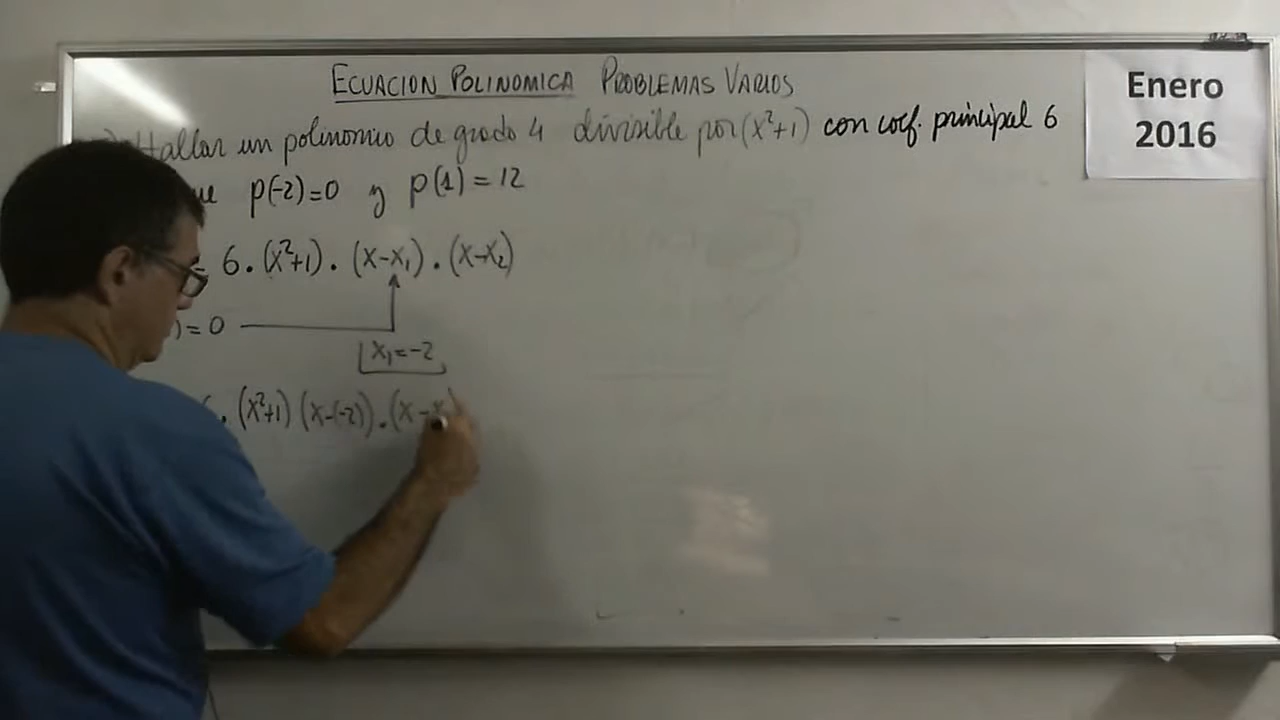 ECUACION POLINOMICA PROBLEMAS VARIOS
Enero
2016
Hallar un polinomio de grado 4 divisible por (x²+1) con coef. principal 6
p(-2)=0 y p(1)=12
6.(x²+1).(x-x₁).(x-x₂)
)=0
x₁=-2
.(x²+1)(x-(-2)).(x-